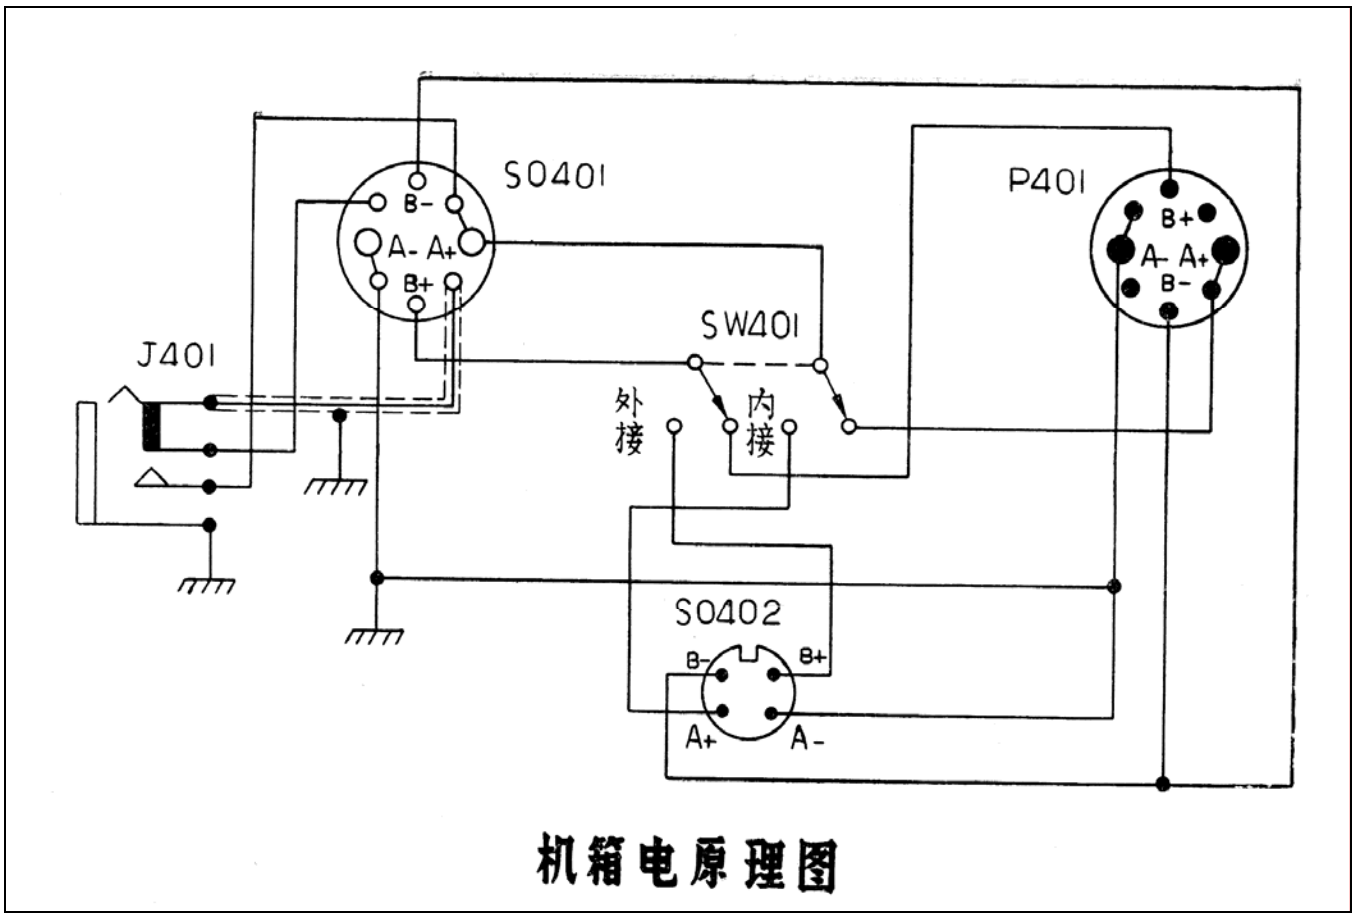 SO401
P401
B-
A- A+
B+
B+
A- A+
B-
SW401
J401
外接
内接
SO402
B-
B+
A+
A-
机箱电原理图